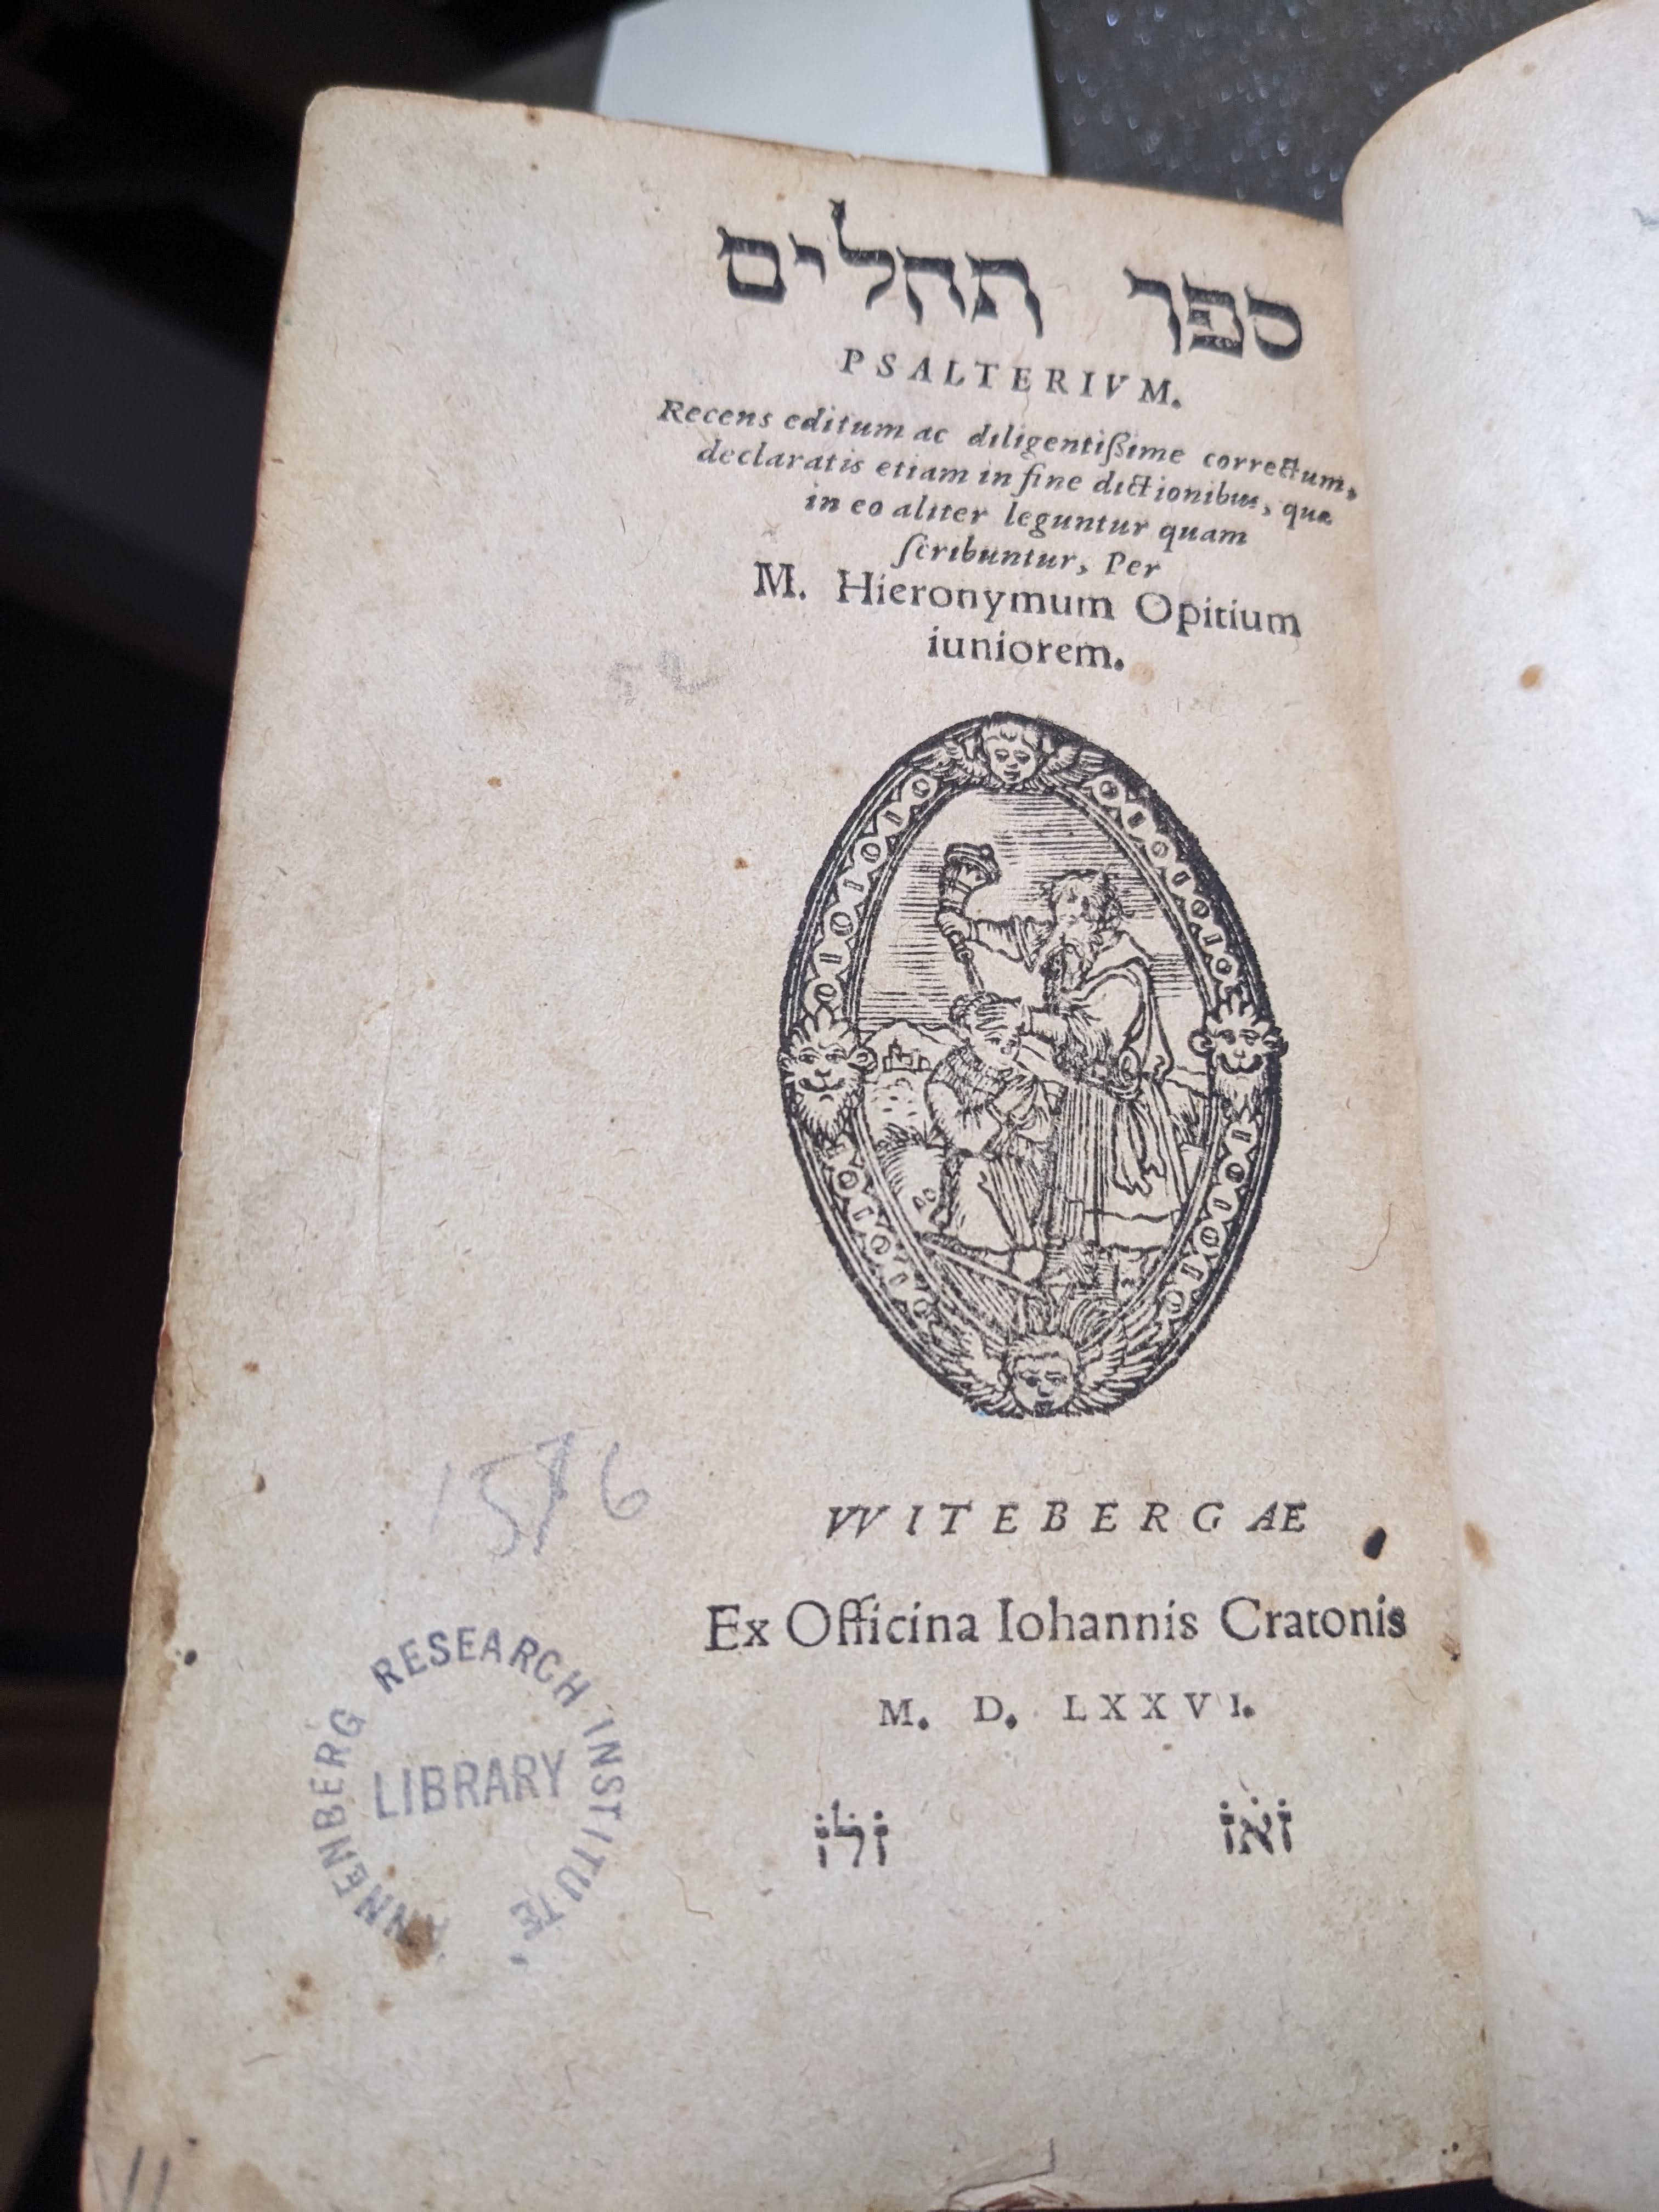 ספר תהלים
PSALTERIVM.
Recens editum ac diligentißime correctum,
declaratis etiam in fine dictionibus, quæ
in eo aliter leguntur quam
ſcribuntur, Per
M. Hieronymum Opitium
iuniorem.
1576
VVITEBERGAE
Ex Officina Iohannis Cratonis
M. D. LXXVI.
ANNENBERG RESEARCH INSTITUTE
LIBRARY